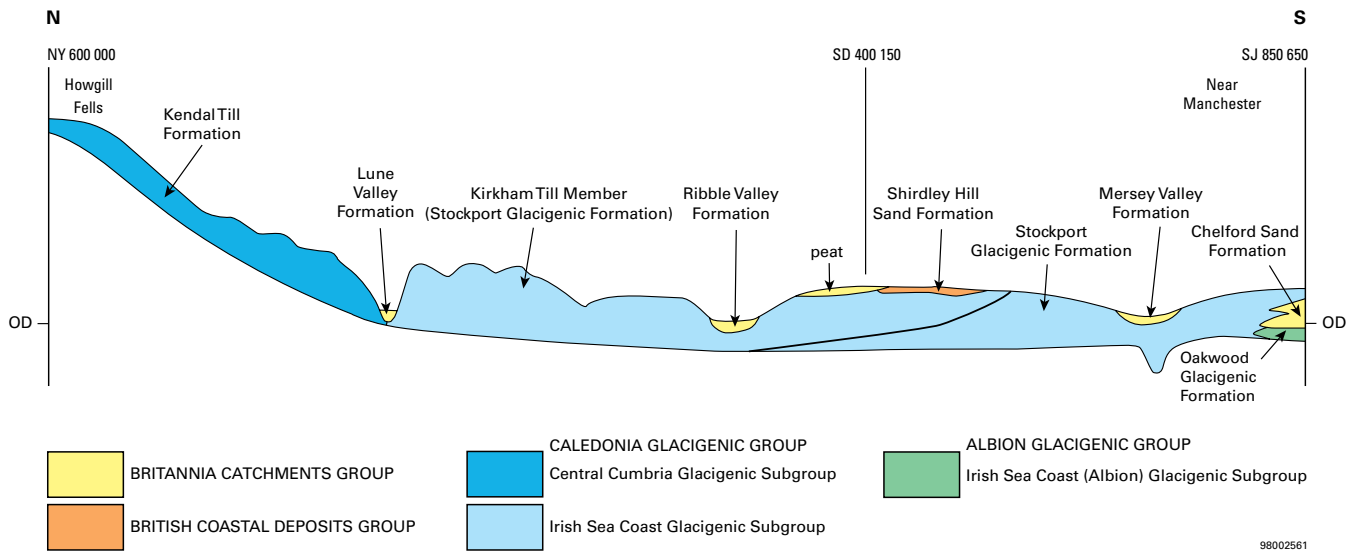 N
S
NY 600 000
SD 400 150
SJ 850 650
Howgill
Fells
Near
Manchester
Kendal Till
Formation
Lune
Valley
Formation
Kirkham Till Member
(Stockport Glacigenic Formation)
Ribble Valley
Formation
peat
Shirdley Hill
Sand Formation
Stockport
Glacigenic Formation
Mersey Valley
Formation
Chelford Sand
Formation
OD
OD
Oakwood
Glacigenic
Formation
BRITANNIA CATCHMENTS GROUP
BRITISH COASTAL DEPOSITS GROUP
CALEDONIA GLACIGENIC GROUP
Central Cumbria Glacigenic Subgroup
Irish Sea Coast Glacigenic Subgroup
ALBION GLACIGENIC GROUP
Irish Sea Coast (Albion) Glacigenic Subgroup
98002561